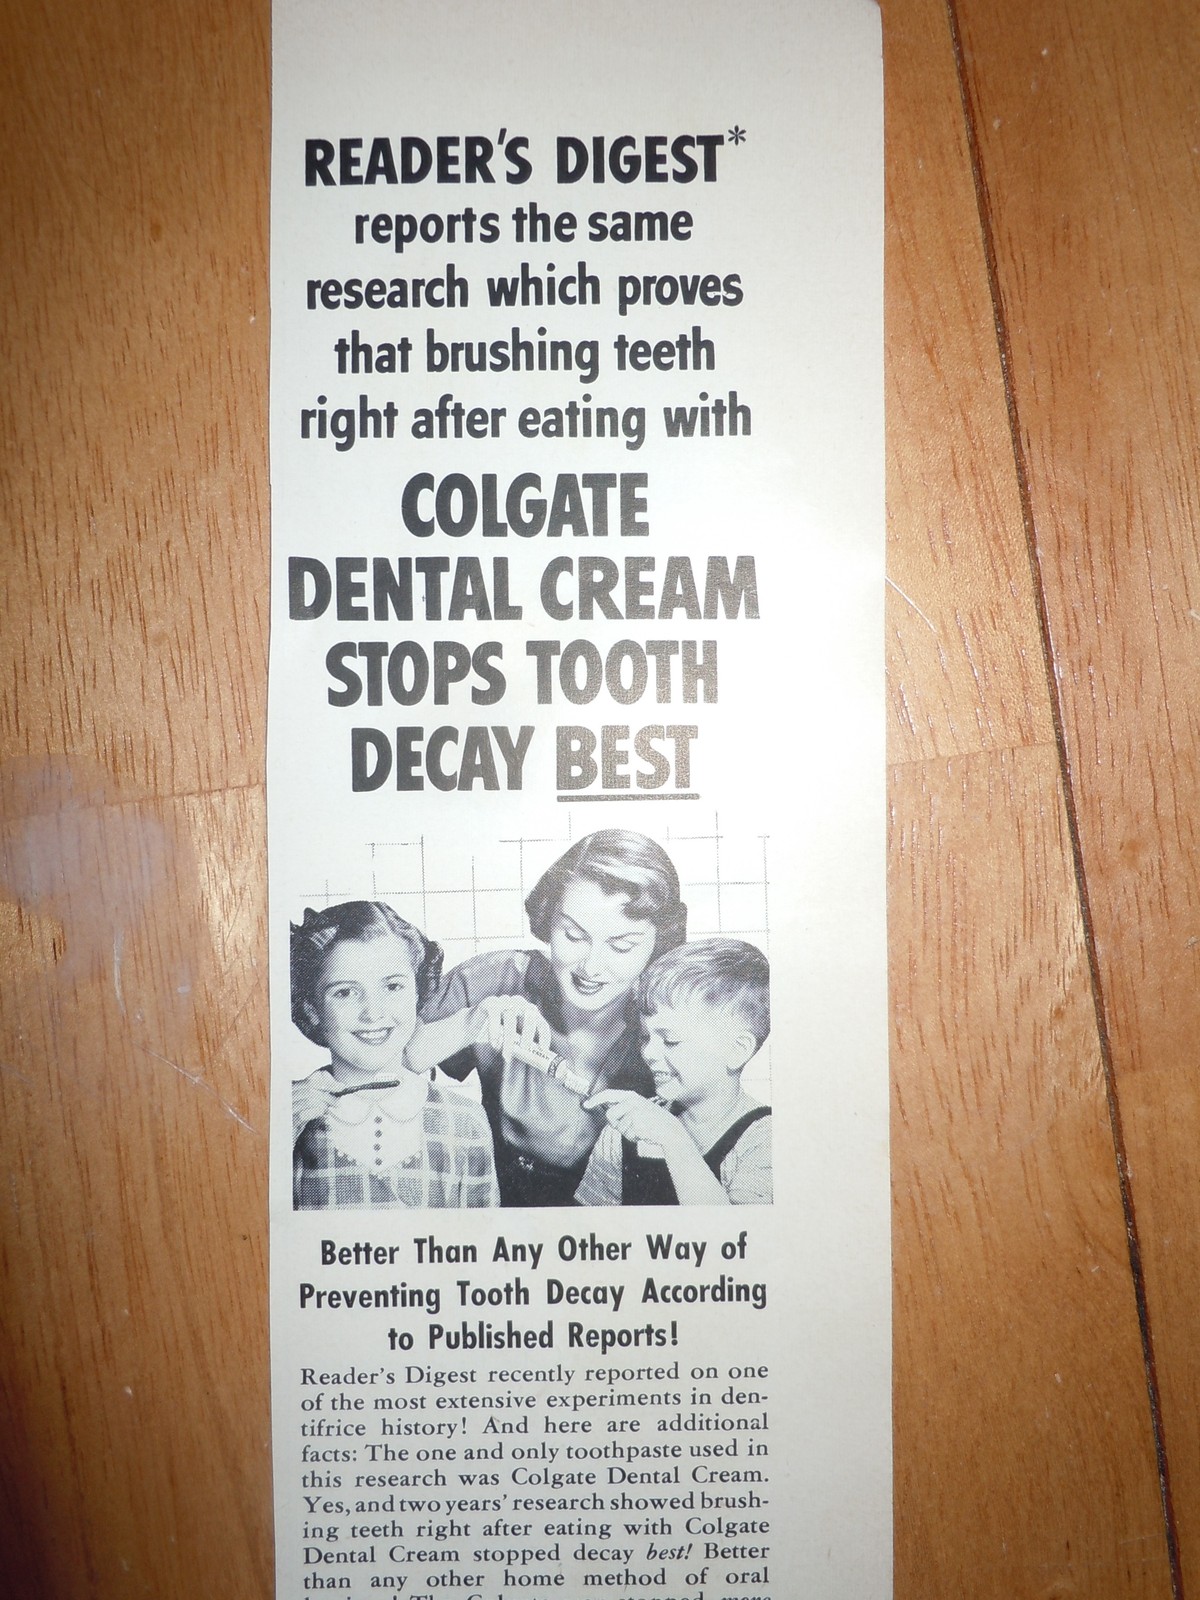 READER'S DIGEST*
reports the same
research which proves
that brushing teeth
right after eating with
COLGATE
DENTAL CREAM
STOPS TOOTH
DECAY BEST
Better Than Any Other Way of
Preventing Tooth Decay According
to Published Reports!
Reader's Digest recently reported on one
of the most extensive experiments in den-
tifrice history! And here are additional
facts: The one and only toothpaste used in
this research was Colgate Dental Cream.
Yes, and two years' research showed brush-
ing teeth right after eating with Colgate
Dental Cream stopped decay best! Better
than any other home method of oral